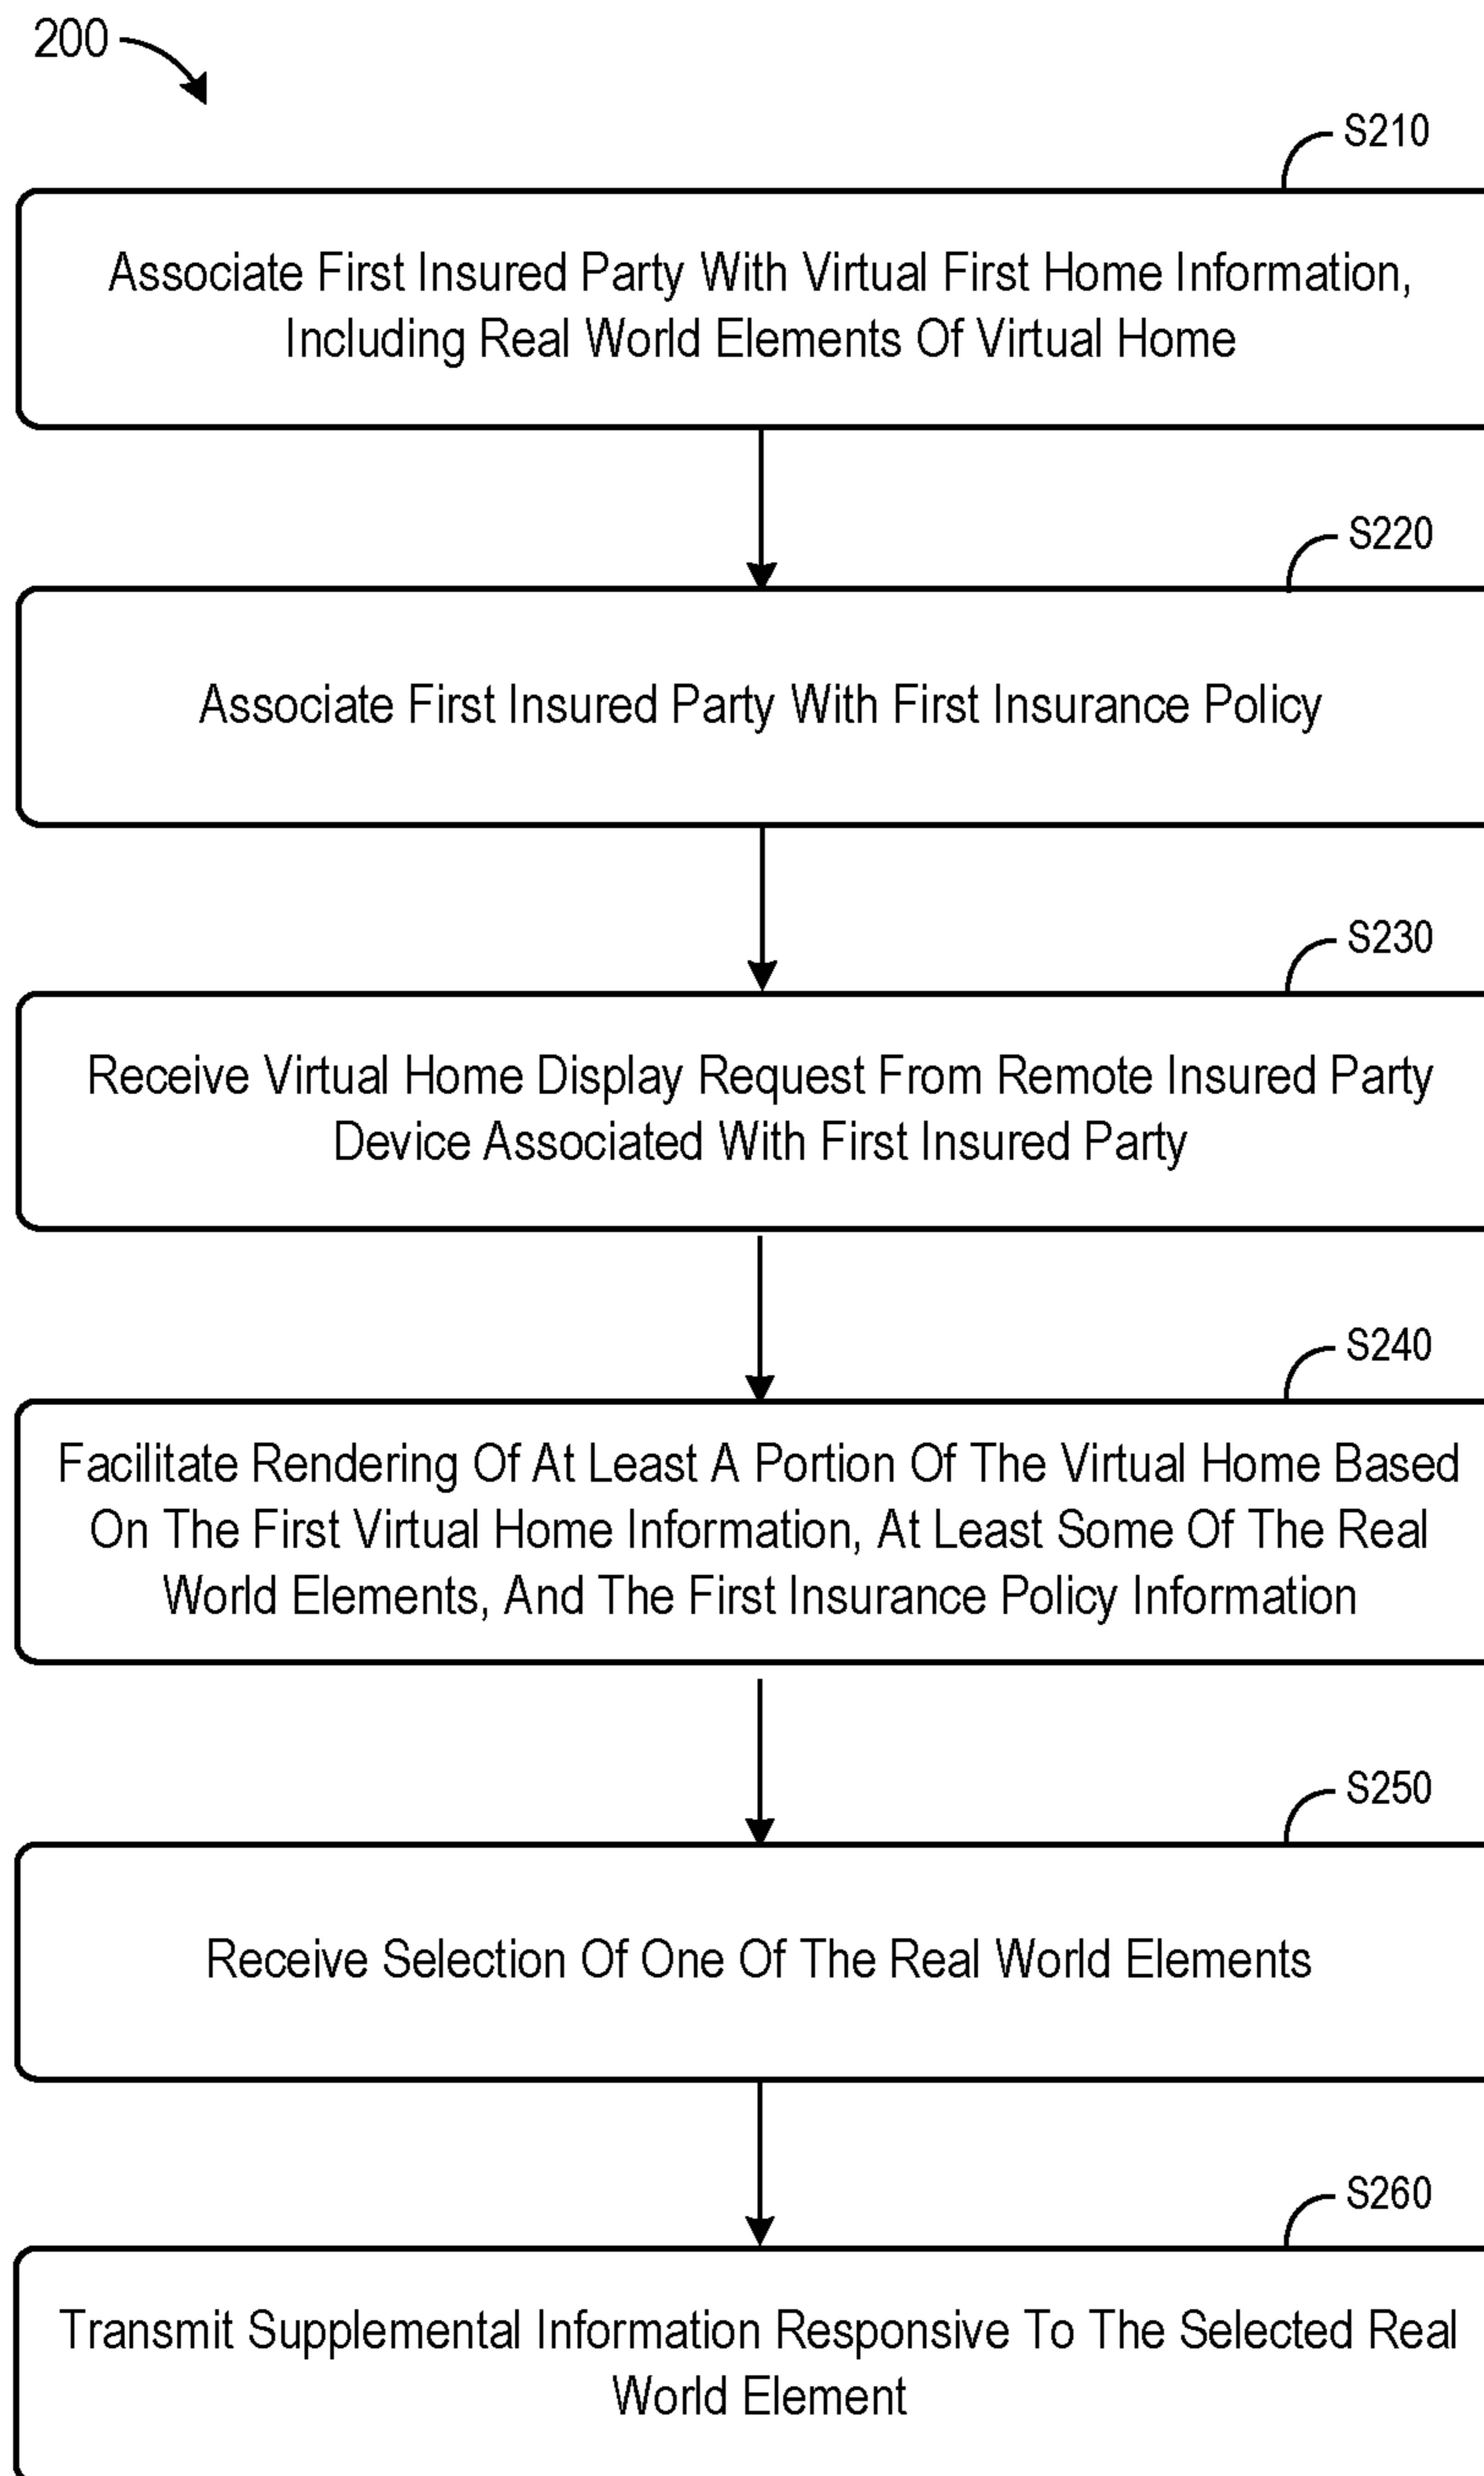 200
S210
Associate First Insured Party With Virtual First Home Information,
Including Real World Elements Of Virtual Home
S220
Associate First Insured Party With First Insurance Policy
S230
Receive Virtual Home Display Request From Remote Insured Party
Device Associated With First Insured Party
S240
Facilitate Rendering Of At Least A Portion Of The Virtual Home Based
On The First Virtual Home Information, At Least Some Of The Real
World Elements, And The First Insurance Policy Information
S250
Receive Selection Of One Of The Real World Elements
S260
Transmit Supplemental Information Responsive To The Selected Real
World Element